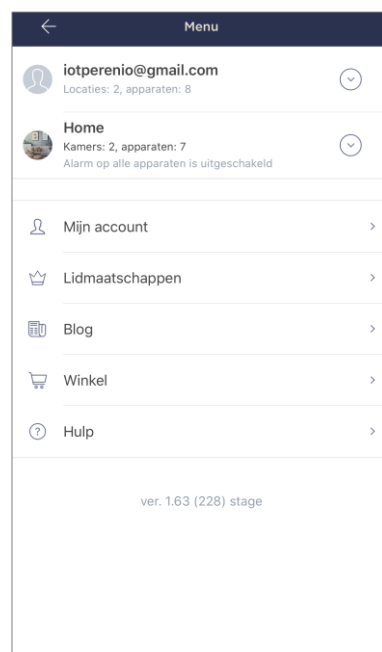 Menu
iotperenio@gmail.com
Locaties: 2, apparaten: 8
Home
Kamers: 2, apparaten: 7
Alarm op alle apparaten is uitgeschakeld
Mijn account
Lidmaatschappen
Blog
Winkel
Hulp
ver. 1.63 (228) stage